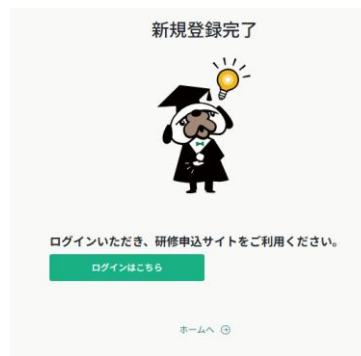 新規登録完了
ログインいただき、研修申込サイトをご利用ください。
ログインはこちら
ホームへ